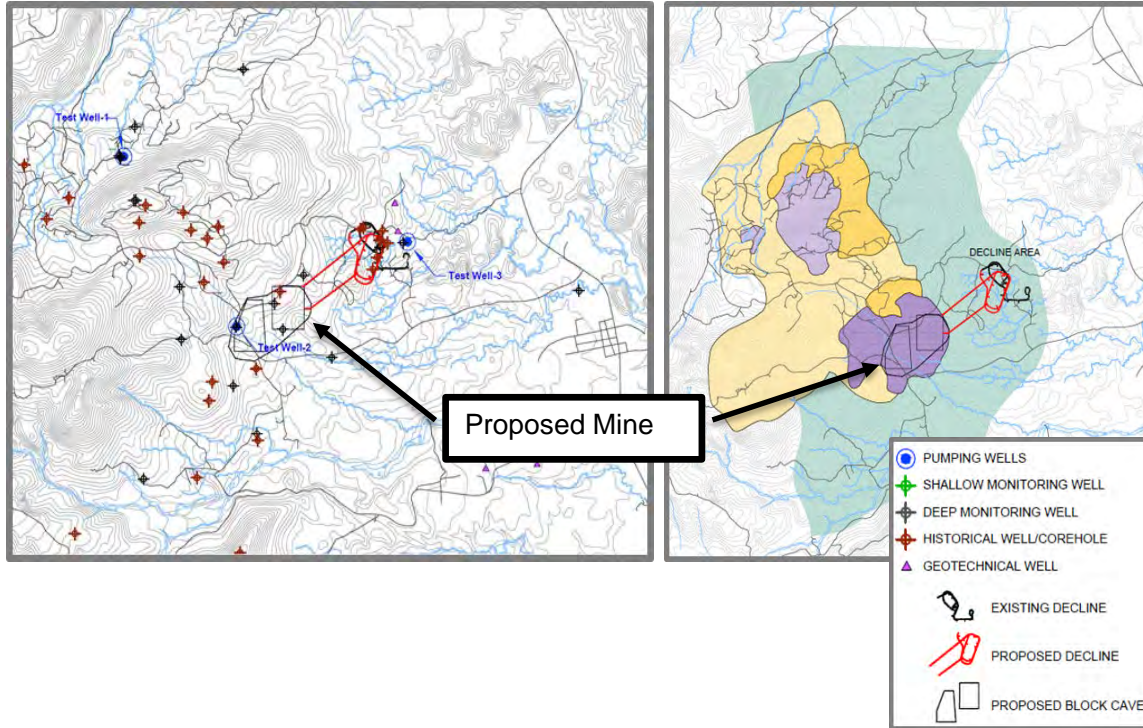 Test Well-1
Test Well-3
Test Well-2
DECLINE AREA
Proposed Mine
PUMPING WELLS
SHALLOW MONITORING WELL
DEEP MONITORING WELL
HISTORICAL WELL/COREHOLE
GEOTECHNICAL WELL
EXISTING DECLINE
PROPOSED DECLINE
PROPOSED BLOCK CAVE